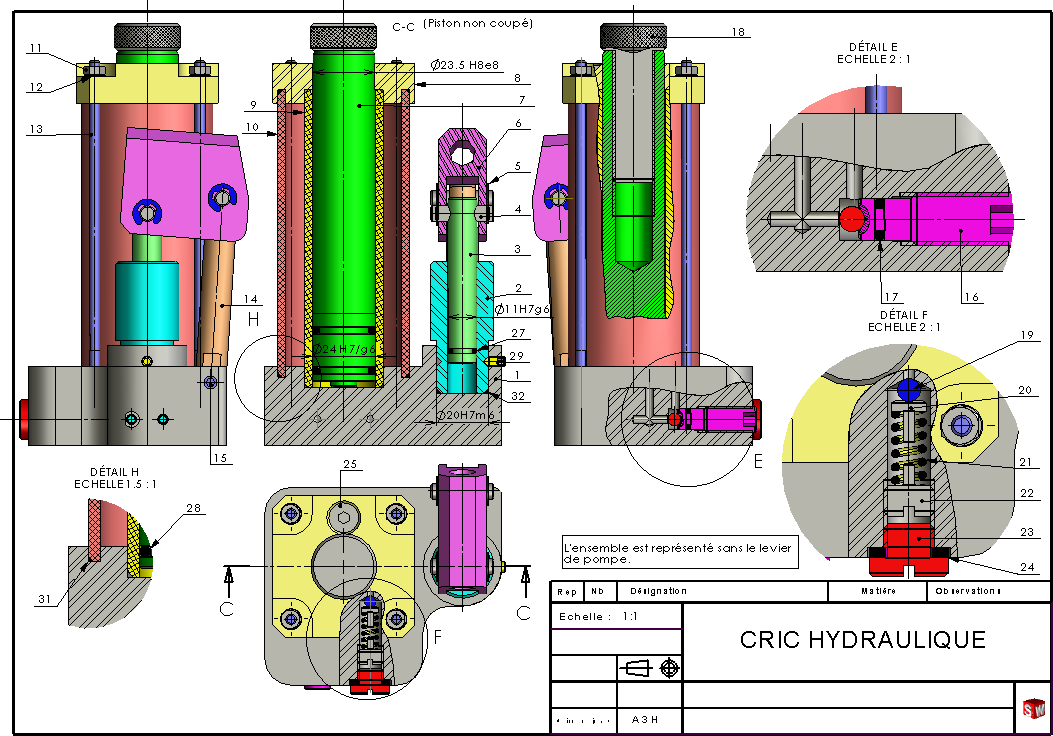 C-C (Piston non coupé)
11
12
13
Ø23.5 H8e8
8
7
9
10
6
5
4
3
2
Ø11H7g6
27
29
1
32
Ø24H7/g6
Ø20H7m6
14
H
15
18
DÉTAIL E
ECHELLE 2 : 1
17
16
E
DÉTAIL F
ECHELLE 2 : 1
19
20
21
22
23
24
DÉTAIL H
ECHELLE 1.5 : 1
28
31
25
C
C
F
L'ensemble est représenté sans le levier
de pompe.
Rep Nb Désignation Matière Observations
Echelle : 1:1
CRIC HYDRAULIQUE
A3H
SW